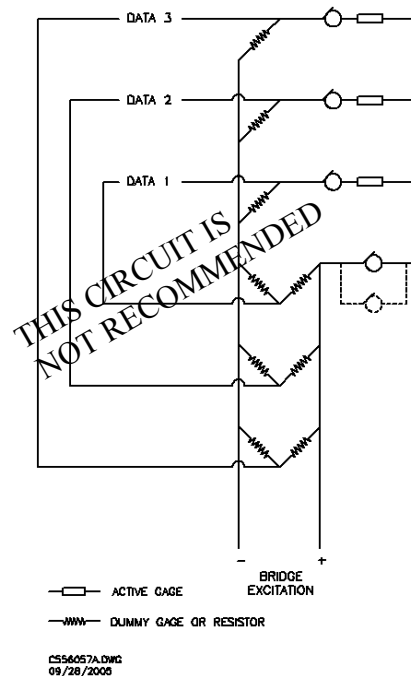 DATA 3
DATA 2
DATA 1
THIS CIRCUIT IS
NOT RECOMMENDED
- +
BRIDGE
EXCITATION
ACTIVE GAGE
DUMMY GAGE OR RESISTOR
CS56057A.DWG
09/28/2005